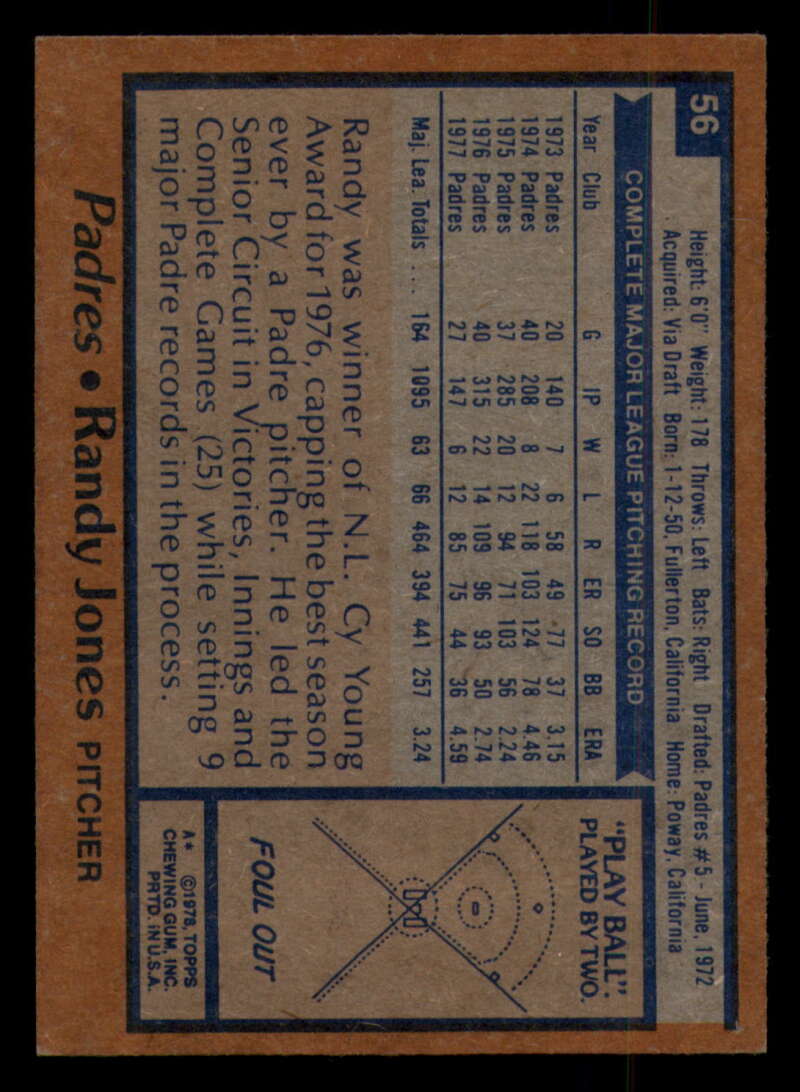 56
Height: 6'0" Weight: 178 Throws: Left Bats: Right Drafted: Padres #5 - June, 1972
Acquired: Via Draft Born: 1-12-50, Fullerton, California Home: Poway, California
COMPLETE MAJOR LEAGUE PITCHING RECORD
Year Club G IP W L R ER SO BB ERA
1973 Padres 20 140 7 6 58 49 77 37 3.15
1974 Padres 40 208 8 22 118 103 124 78 4.46
1975 Padres 37 285 20 12 94 71 103 56 2.24
1976 Padres 40 315 22 14 109 96 93 50 2.74
1977 Padres 27 147 6 12 85 75 44 36 4.59
Maj. Lea. Totals .... 164 1095 63 66 464 394 441 257 3.24
Randy was winner of N.L. Cy Young
Award for 1976, capping the best season
ever by a Padre pitcher. He led the
Senior Circuit in Victories, Innings and
Complete Games (25) while setting 9
major Padre records in the process.
"PLAY BALL".
PLAYED BY TWO.
FOUL OUT
A* ©1978, TOPPS
CHEWING GUM, INC.
PRTD. IN U.S.A.
Padres • Randy Jones PITCHER